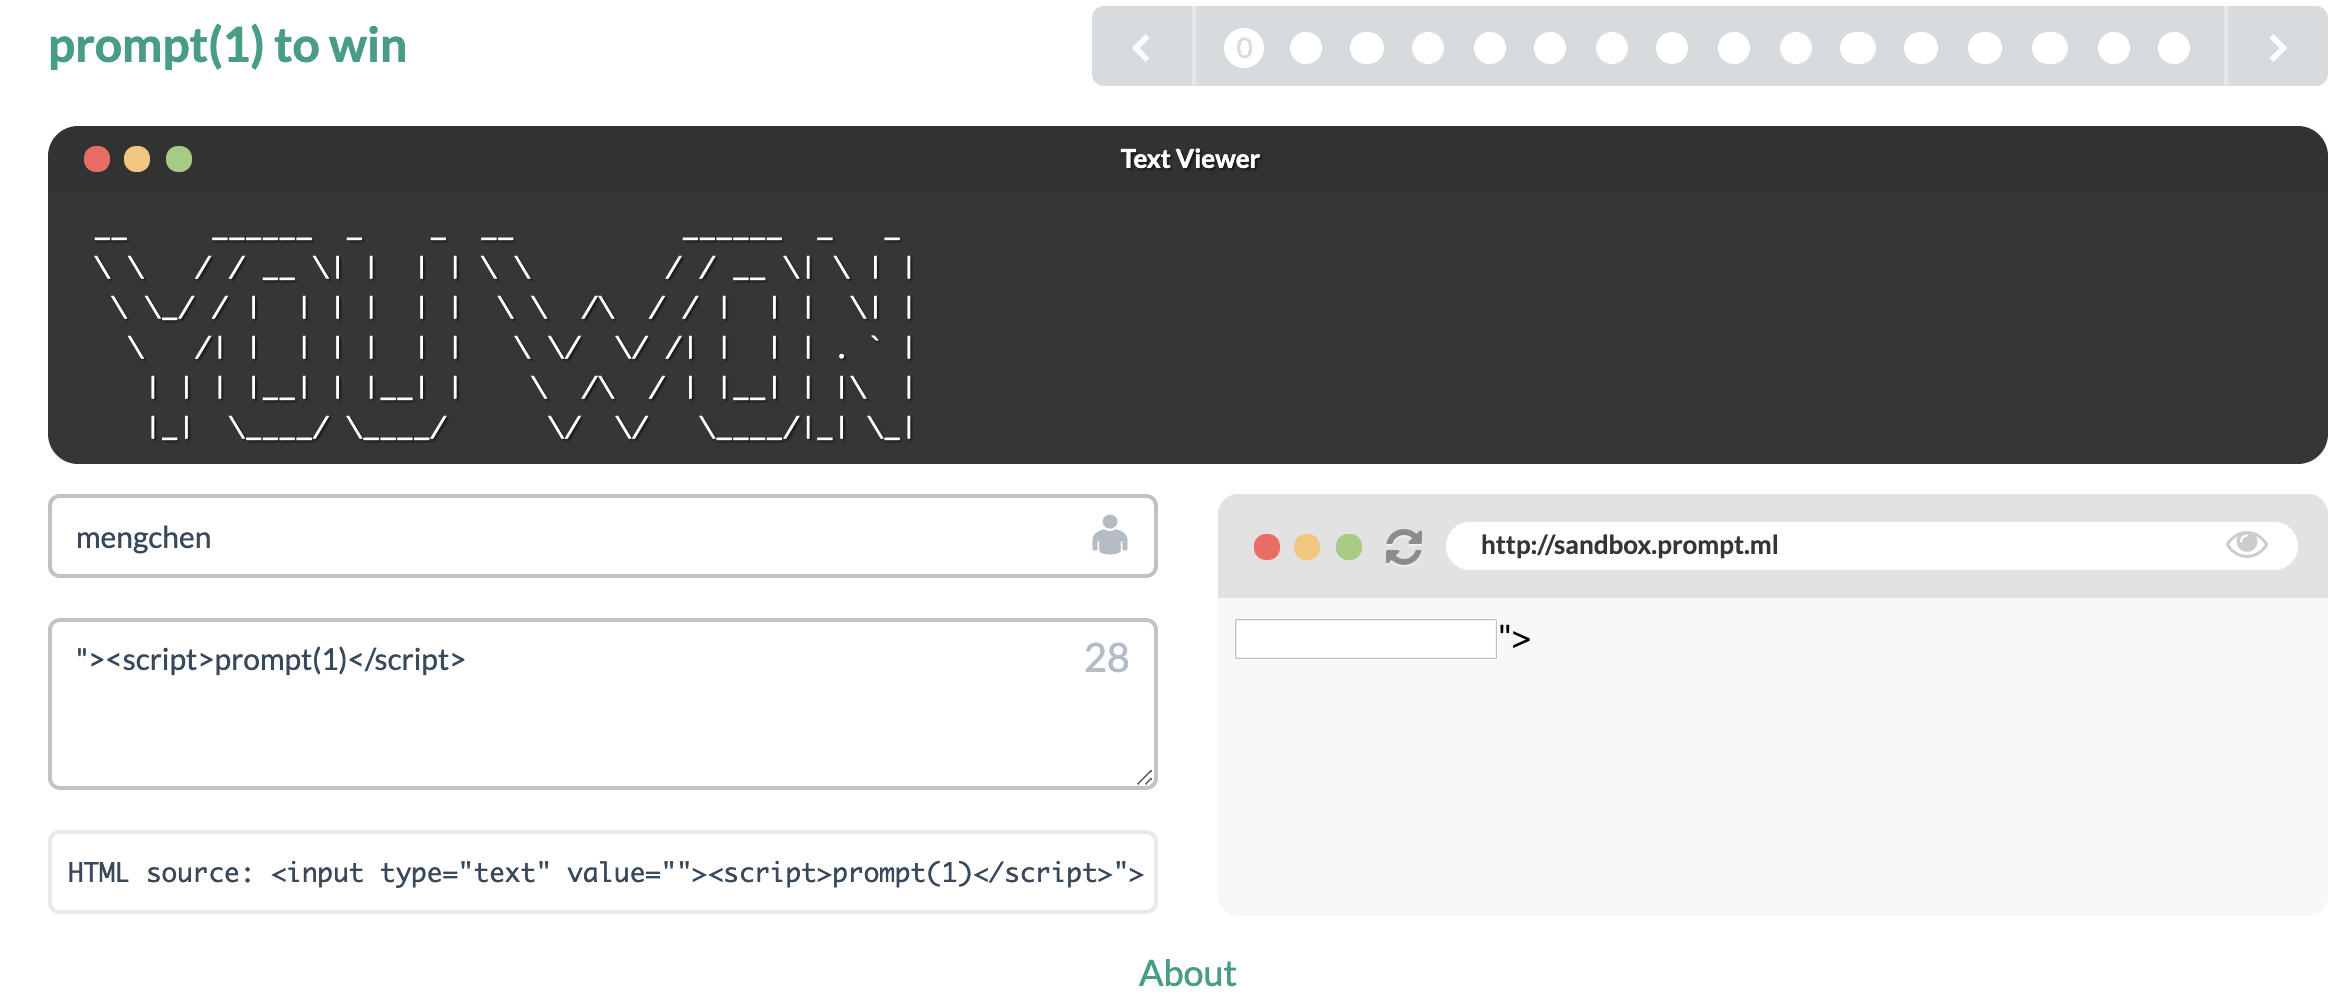 prompt(1) to win
0
Text Viewer
YOU WON
mengchen
"><script>prompt(1)</script>
28
http://sandbox.prompt.ml
">
HTML source: <input type="text" value=""><script>prompt(1)</script>">
About